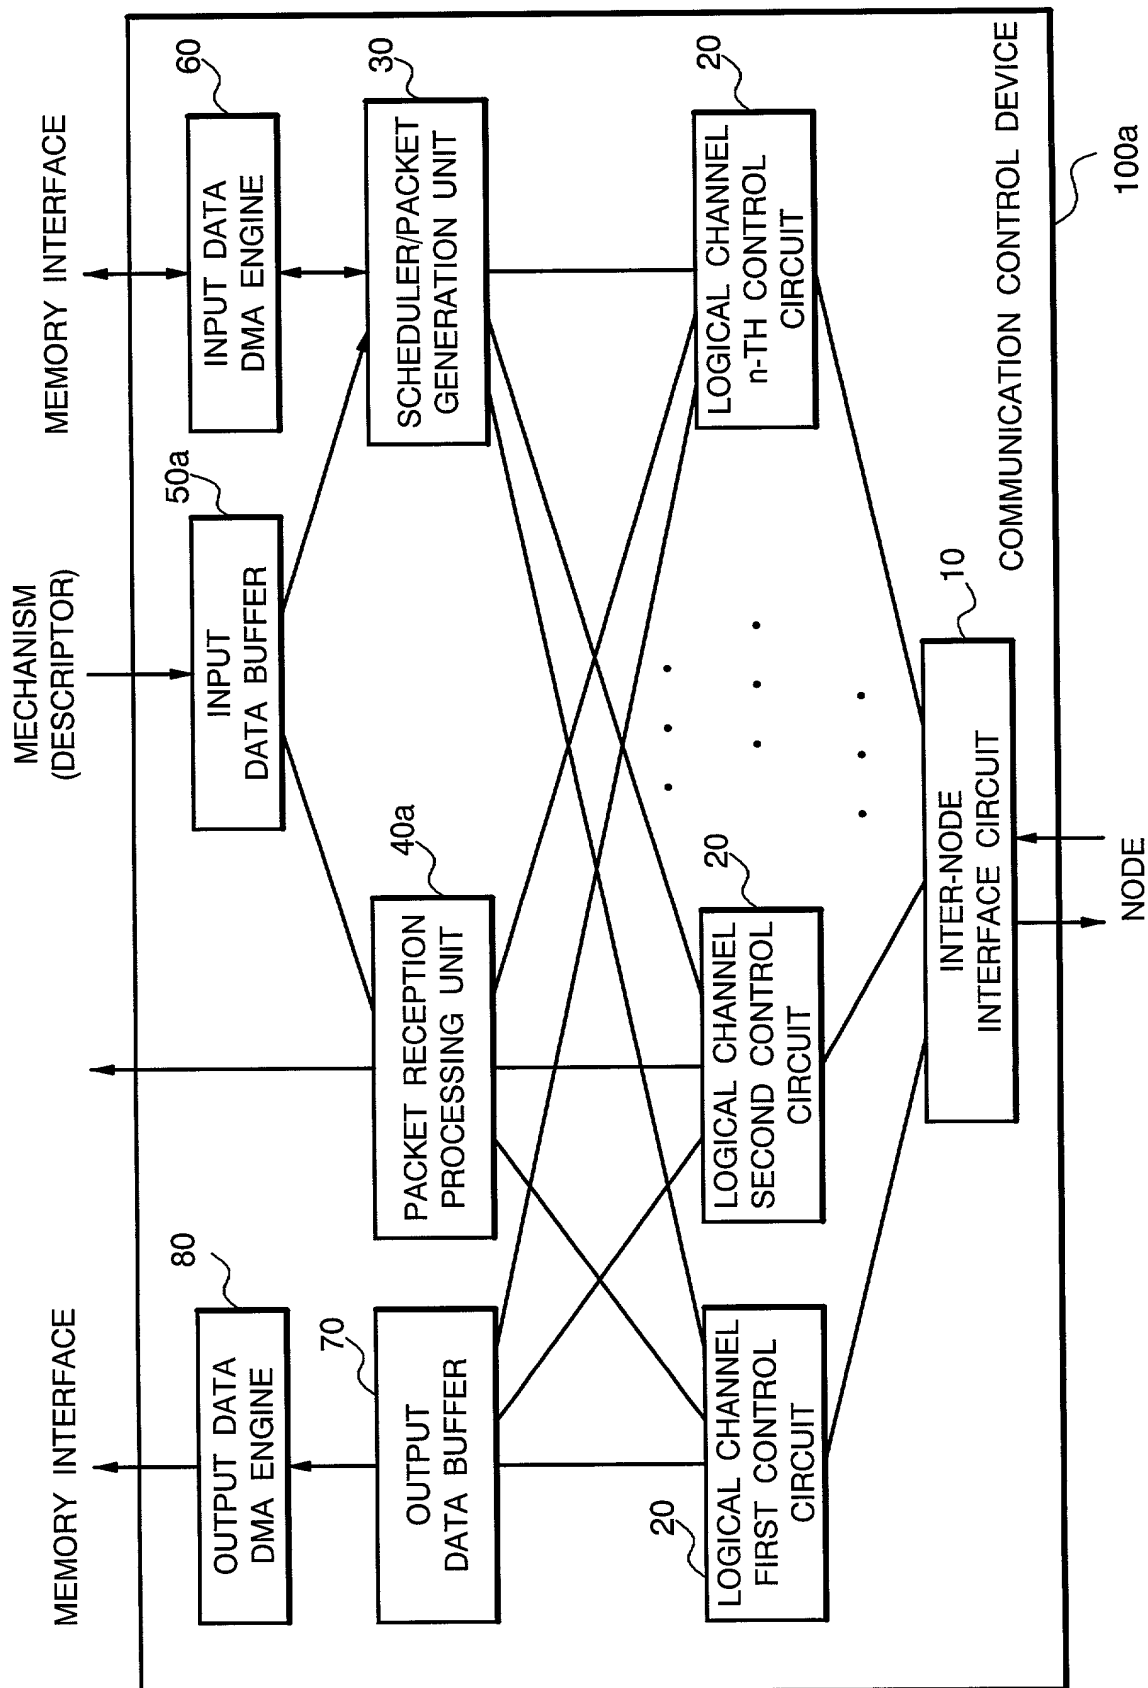 MEMORY INTERFACE
MECHANISM
(DESCRIPTOR)
MEMORY INTERFACE
80
OUTPUT DATA
DMA ENGINE
50a
INPUT
DATA BUFFER
60
INPUT DATA
DMA ENGINE
70
OUTPUT
DATA BUFFER
40a
PACKET RECEPTION
PROCESSING UNIT
30
SCHEDULER/PACKET
GENERATION UNIT
20
LOGICAL CHANNEL
FIRST CONTROL
CIRCUIT
20
LOGICAL CHANNEL
SECOND CONTROL
CIRCUIT
20
LOGICAL CHANNEL
n-TH CONTROL
CIRCUIT
10
INTER-NODE
INTERFACE CIRCUIT
COMMUNICATION CONTROL DEVICE
NODE
100a